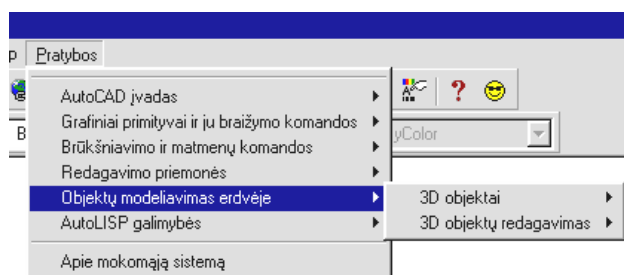 p Pratybos
AutoCAD įvadas
Grafiniai primityvai ir ju braižymo komandos
B
yColor
Brūkšniavimo ir matmenų komandos
Redagavimo priemonės
Objektų modeliavimas erdvėje
3D objektai
AutoLISP galimybės
3D objektų redagavimas
Apie mokomąją sistemą